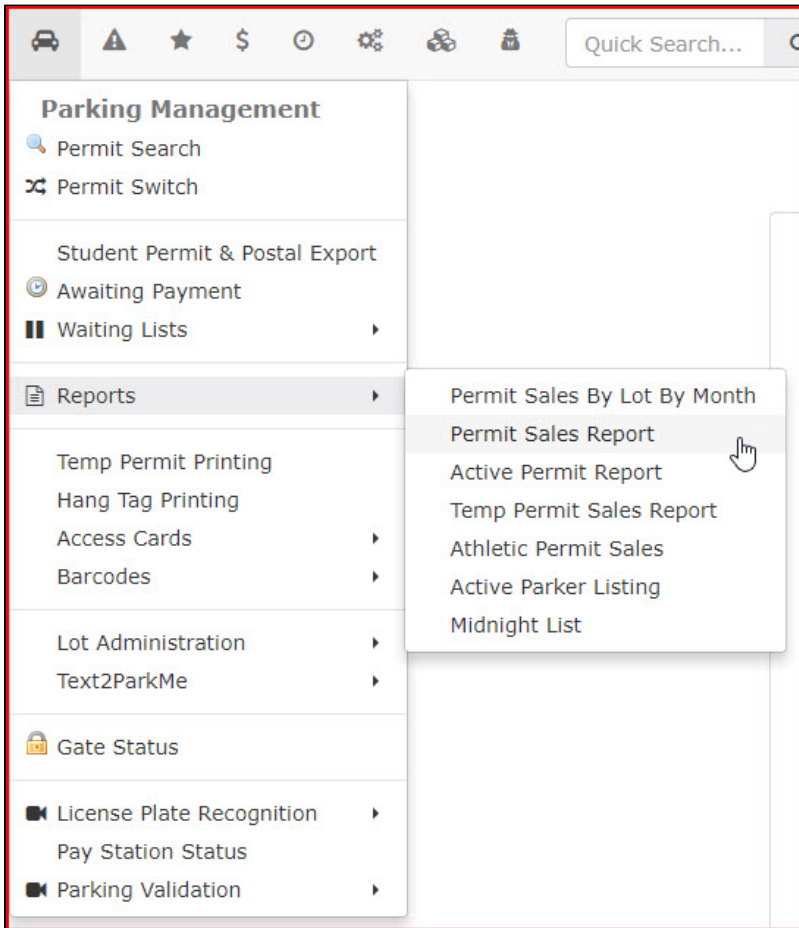 Quick Search...
Parking Management
Permit Search
Permit Switch
Student Permit & Postal Export
Awaiting Payment
Waiting Lists
Reports
Temp Permit Printing
Hang Tag Printing
Access Cards
Barcodes
Lot Administration
Text2ParkMe
Gate Status
License Plate Recognition
Pay Station Status
Parking Validation
Permit Sales By Lot By Month
Permit Sales Report
Active Permit Report
Temp Permit Sales Report
Athletic Permit Sales
Active Parker Listing
Midnight List